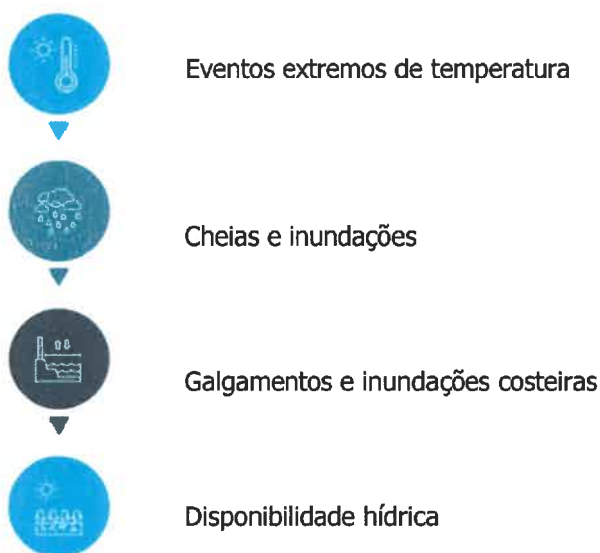 Eventos extremos de temperatura
Cheias e inundações
Galgamentos e inundações costeiras
Disponibilidade hídrica